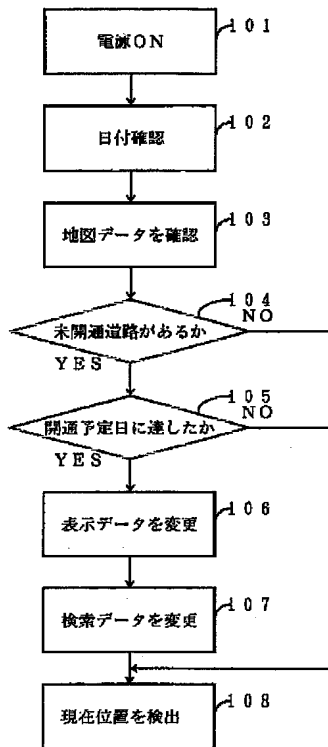 電源ON
101
日付確認
102
地図データを確認
103
未開通道路があるか
104
NO
YES
開通予定日に達したか
105
NO
YES
表示データを変更
106
検索データを変更
107
現在位置を検出
108